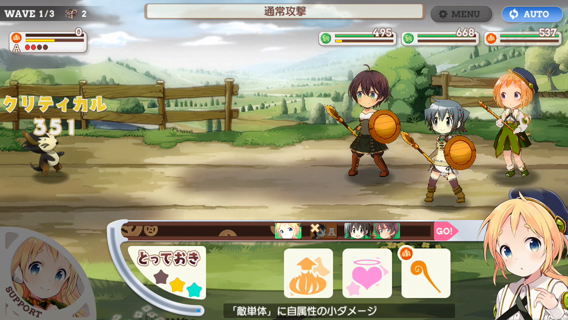 WAVE 1/3 2
通常攻撃
MENU
AUTO
0
A
495
668
537
クリティカル
351
GO!
とっておき
SUPPORT
「敵単体」に自属性の小ダメージ